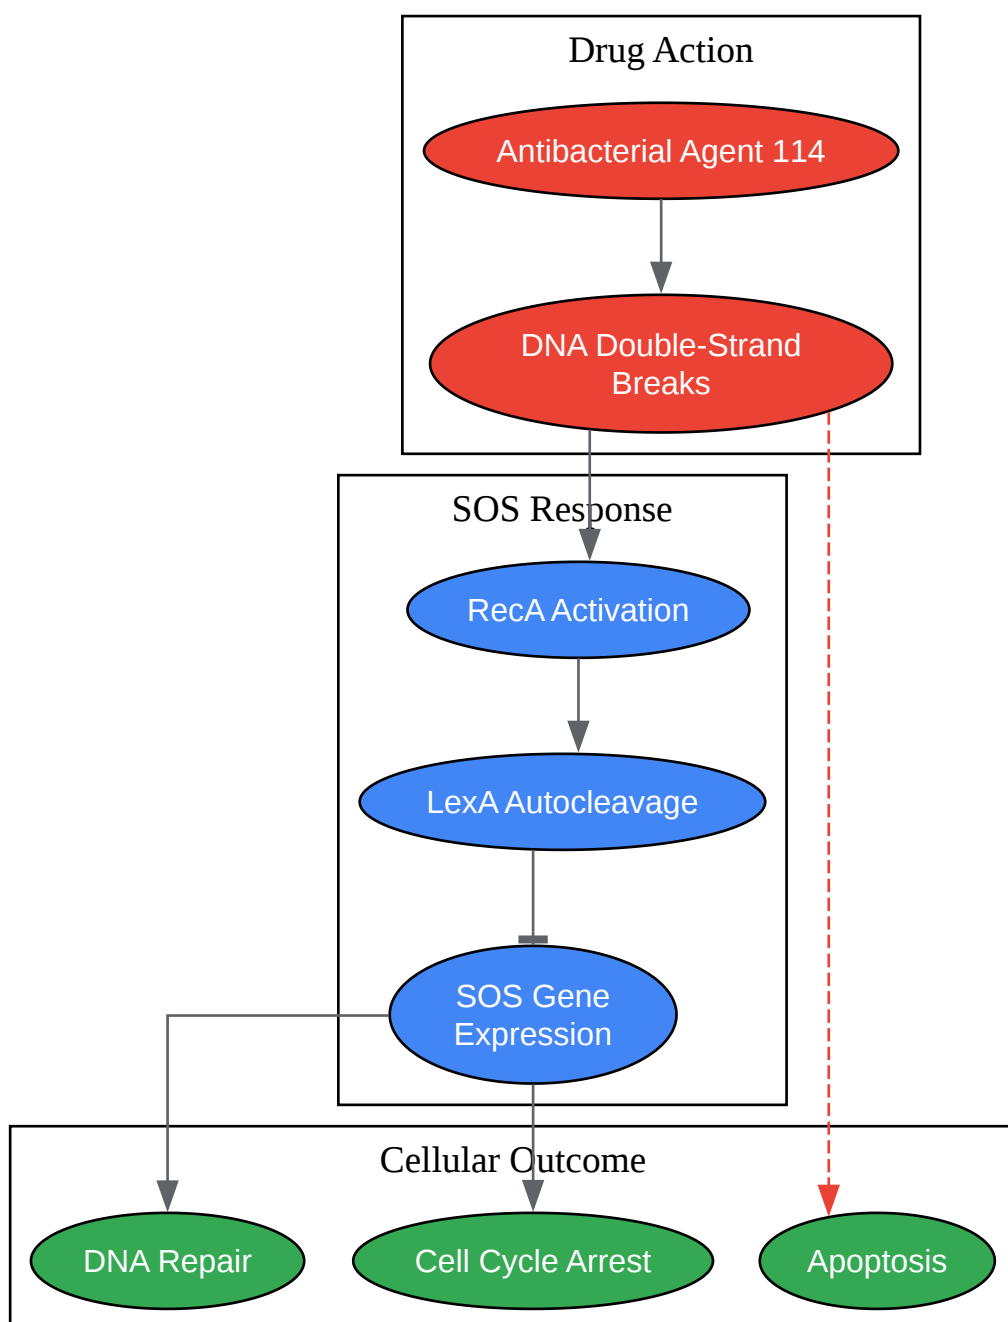 Drug Action
Antibacterial Agent 114
DNA Double-Strand
Breaks
SOS Response
RecA Activation
LexA Autocleavage
SOS Gene
Expression
Cellular Outcome
DNA Repair
Cell Cycle Arrest
Apoptosis